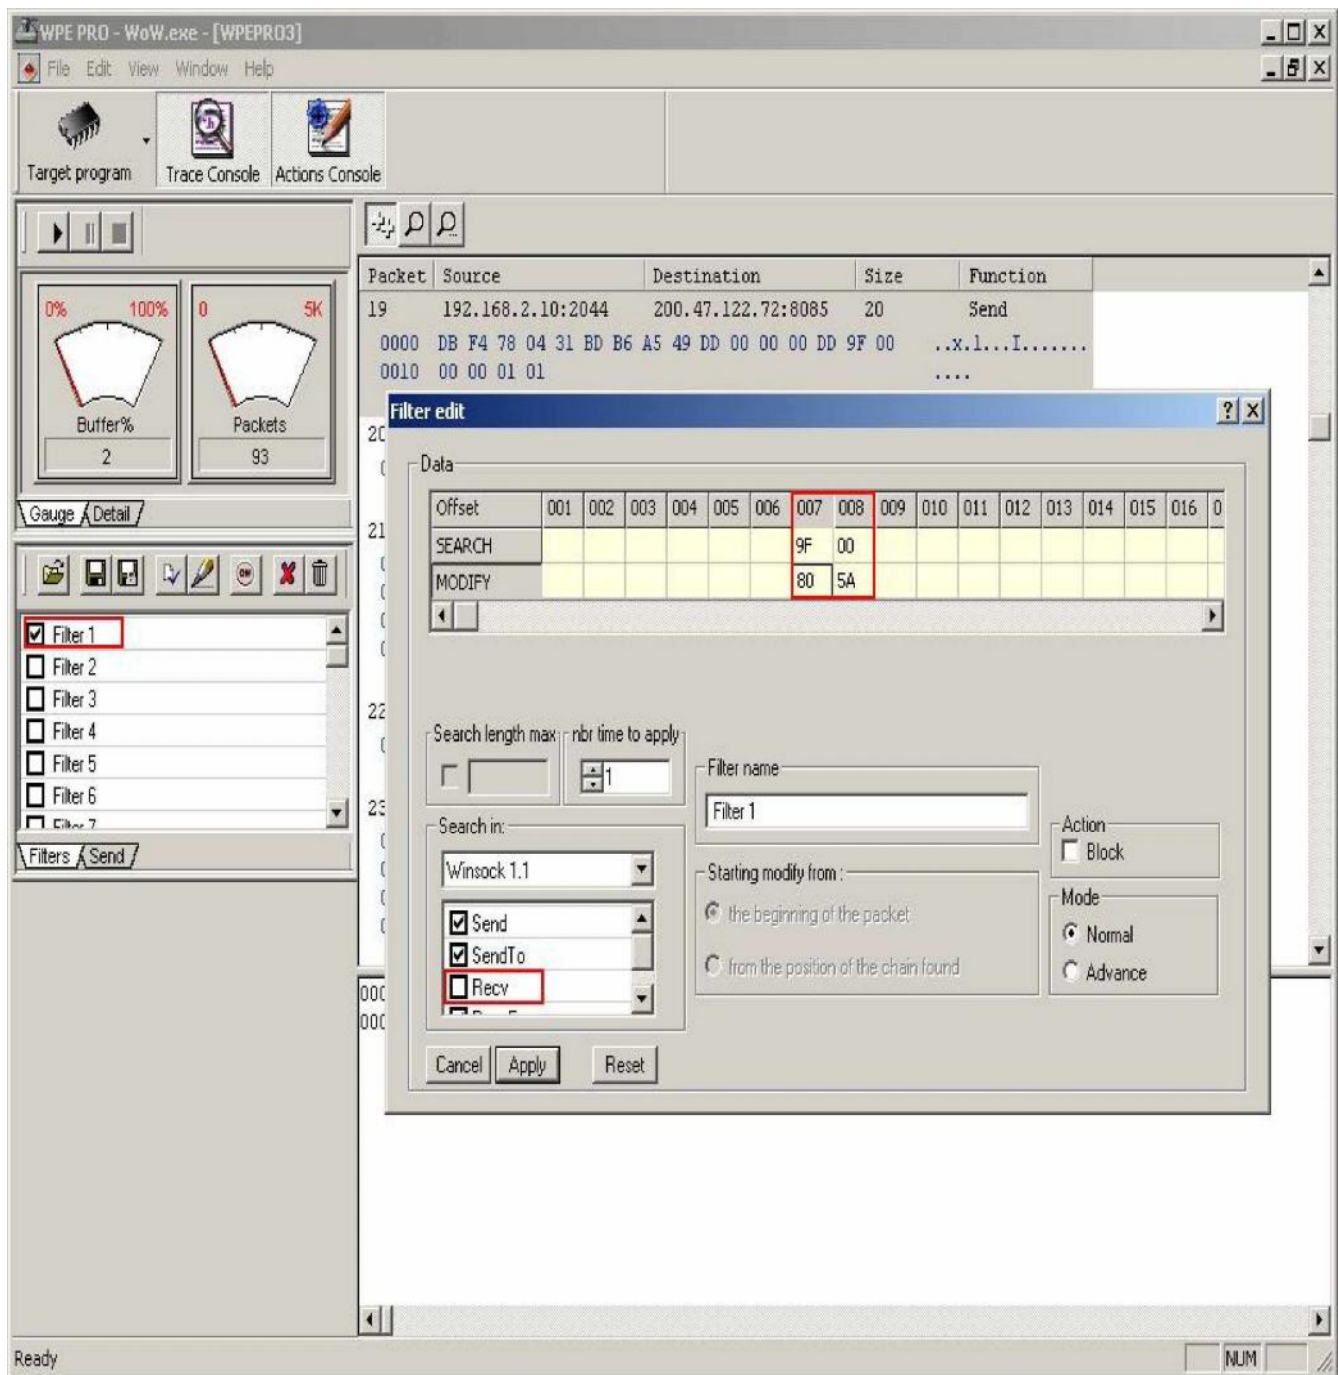 WPE PRO - WoW.exe - [WPEPRO3]
File Edit View Window Help
Target program
Trace Console
Actions Console
Packet Source Destination Size Function
19 192.168.2.10:2044 200.47.122.72:8085 20 Send
0000 DB F4 78 04 31 BD B6 A5 49 DD 00 00 00 DD 9F 00 ..x.1...I.......
0010 00 00 01 01 ....
0% 100%
Buffer%
2
0 5K
Packets
93
Gauge Detail
Filter 1
Filter 2
Filter 3
Filter 4
Filter 5
Filter 6
Filters Send
21
22
23
Filter edit
Data
Offset 001 002 003 004 005 006 007 008 009 010 011 012 013 014 015 016 0
SEARCH 9F 00
MODIFY 80 5A
Search length max
nbr time to apply
1
Filter name
Filter 1
Search in:
Winsock 1.1
Send
SendTo
Recv
Starting modify from :
the beginning of the packet
from the position of the chain found
Action
Block
Mode
Normal
Advance
Cancel Apply Reset
000
000
Ready
NUM